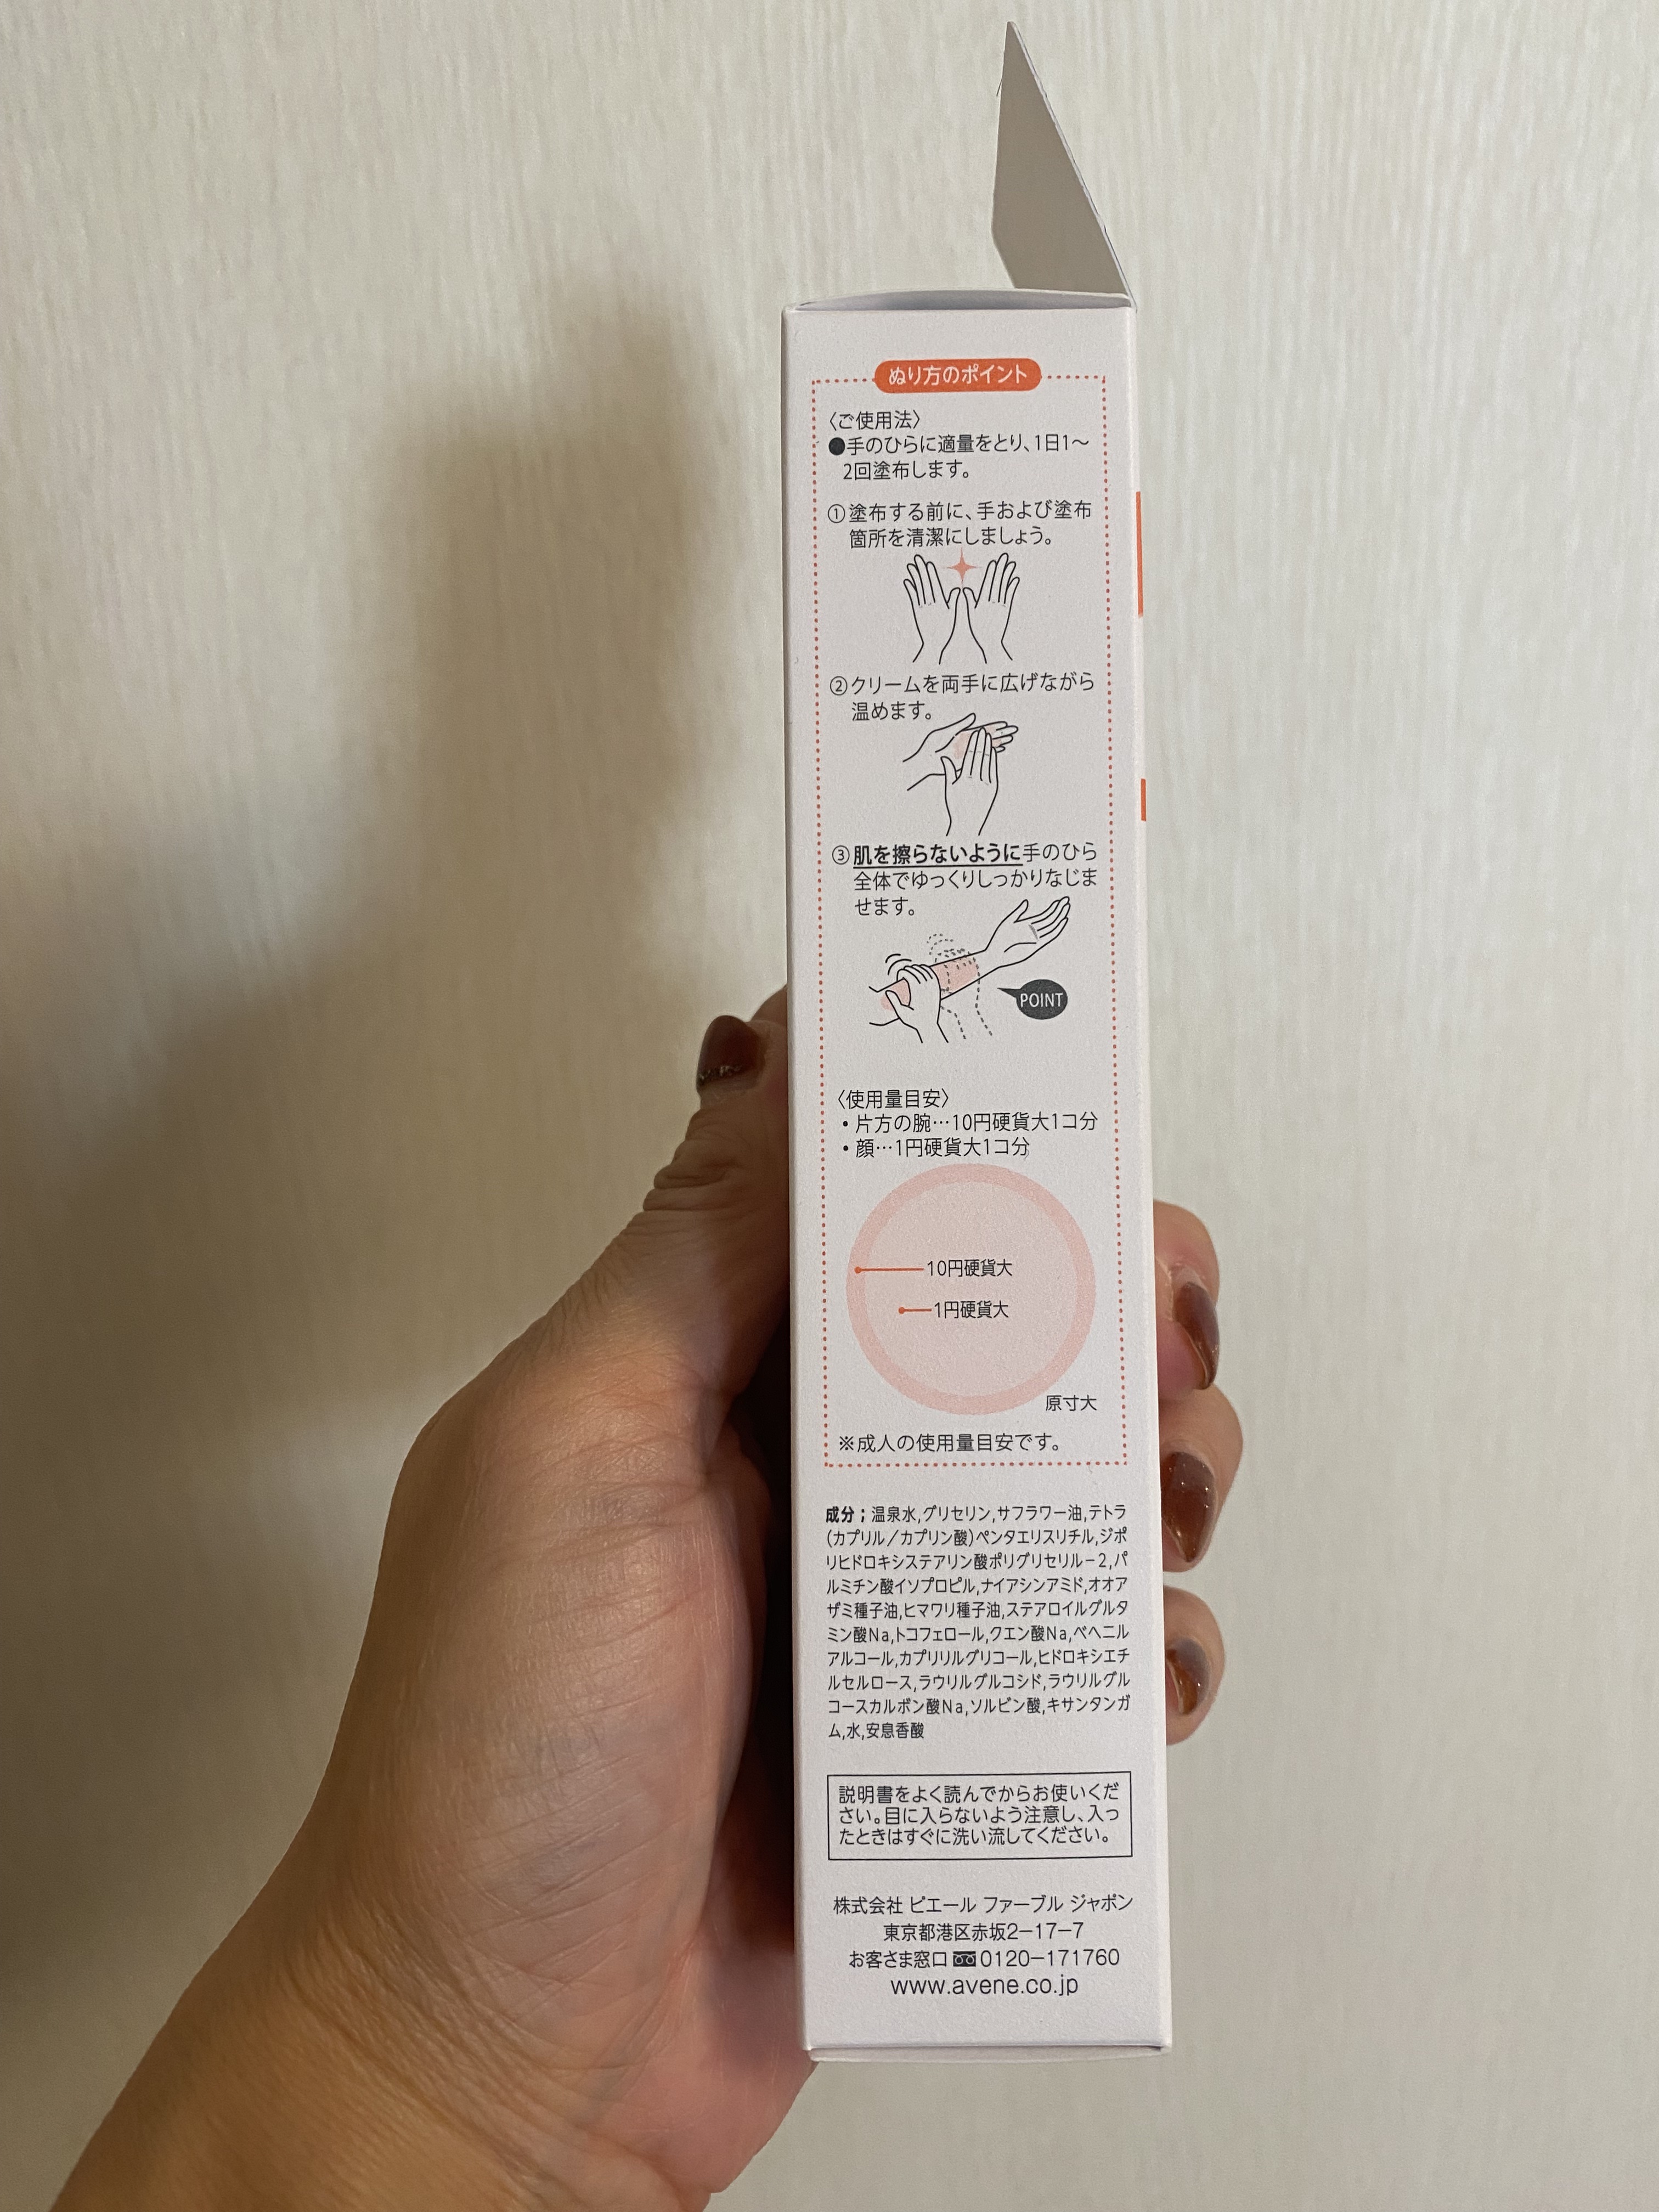 ぬり方のポイント
〈ご使用法〉
●手のひらに適量をとり、1日1〜
2回塗布します。
①塗布する前に、手および塗布
箇所を清潔にしましょう。
②クリームを両手に広げながら
温めます。
③肌を擦らないように手のひら
全体でゆっくりしっかりなじま
せます。
POINT
〈使用量目安〉
・片方の腕…10円硬貨大1コ分
・顔…1円硬貨大1コ分
10円硬貨大
1円硬貨大
原寸大
※成人の使用量目安です。
成分；温泉水,グリセリン,サフラワー油,テトラ
(カプリル／カプリン酸)ペンタエリスリチル,ジポ
リヒドロキシステアリン酸ポリグリセリル－2,パ
ルミチン酸イソプロピル,ナイアシンアミド,オオア
ザミ種子油,ヒマワリ種子油,ステアロイルグルタ
ミン酸Na,トコフェロール,クエン酸Na,ベヘニル
アルコール,カプリリルグリコール,ヒドロキシエチ
ルセルロース,ラウリルグルコシド,ラウリルグル
コースカルボン酸Na,ソルビン酸,キサンタンガ
ム,水,安息香酸
説明書をよく読んでからお使いくだ
さい。目に入らないよう注意し、入っ
たときはすぐに洗い流してください。
株式会社 ピエール ファーブル ジャポン
東京都港区赤坂2−17−7
お客さま窓口 0120−171760
www.avene.co.jp